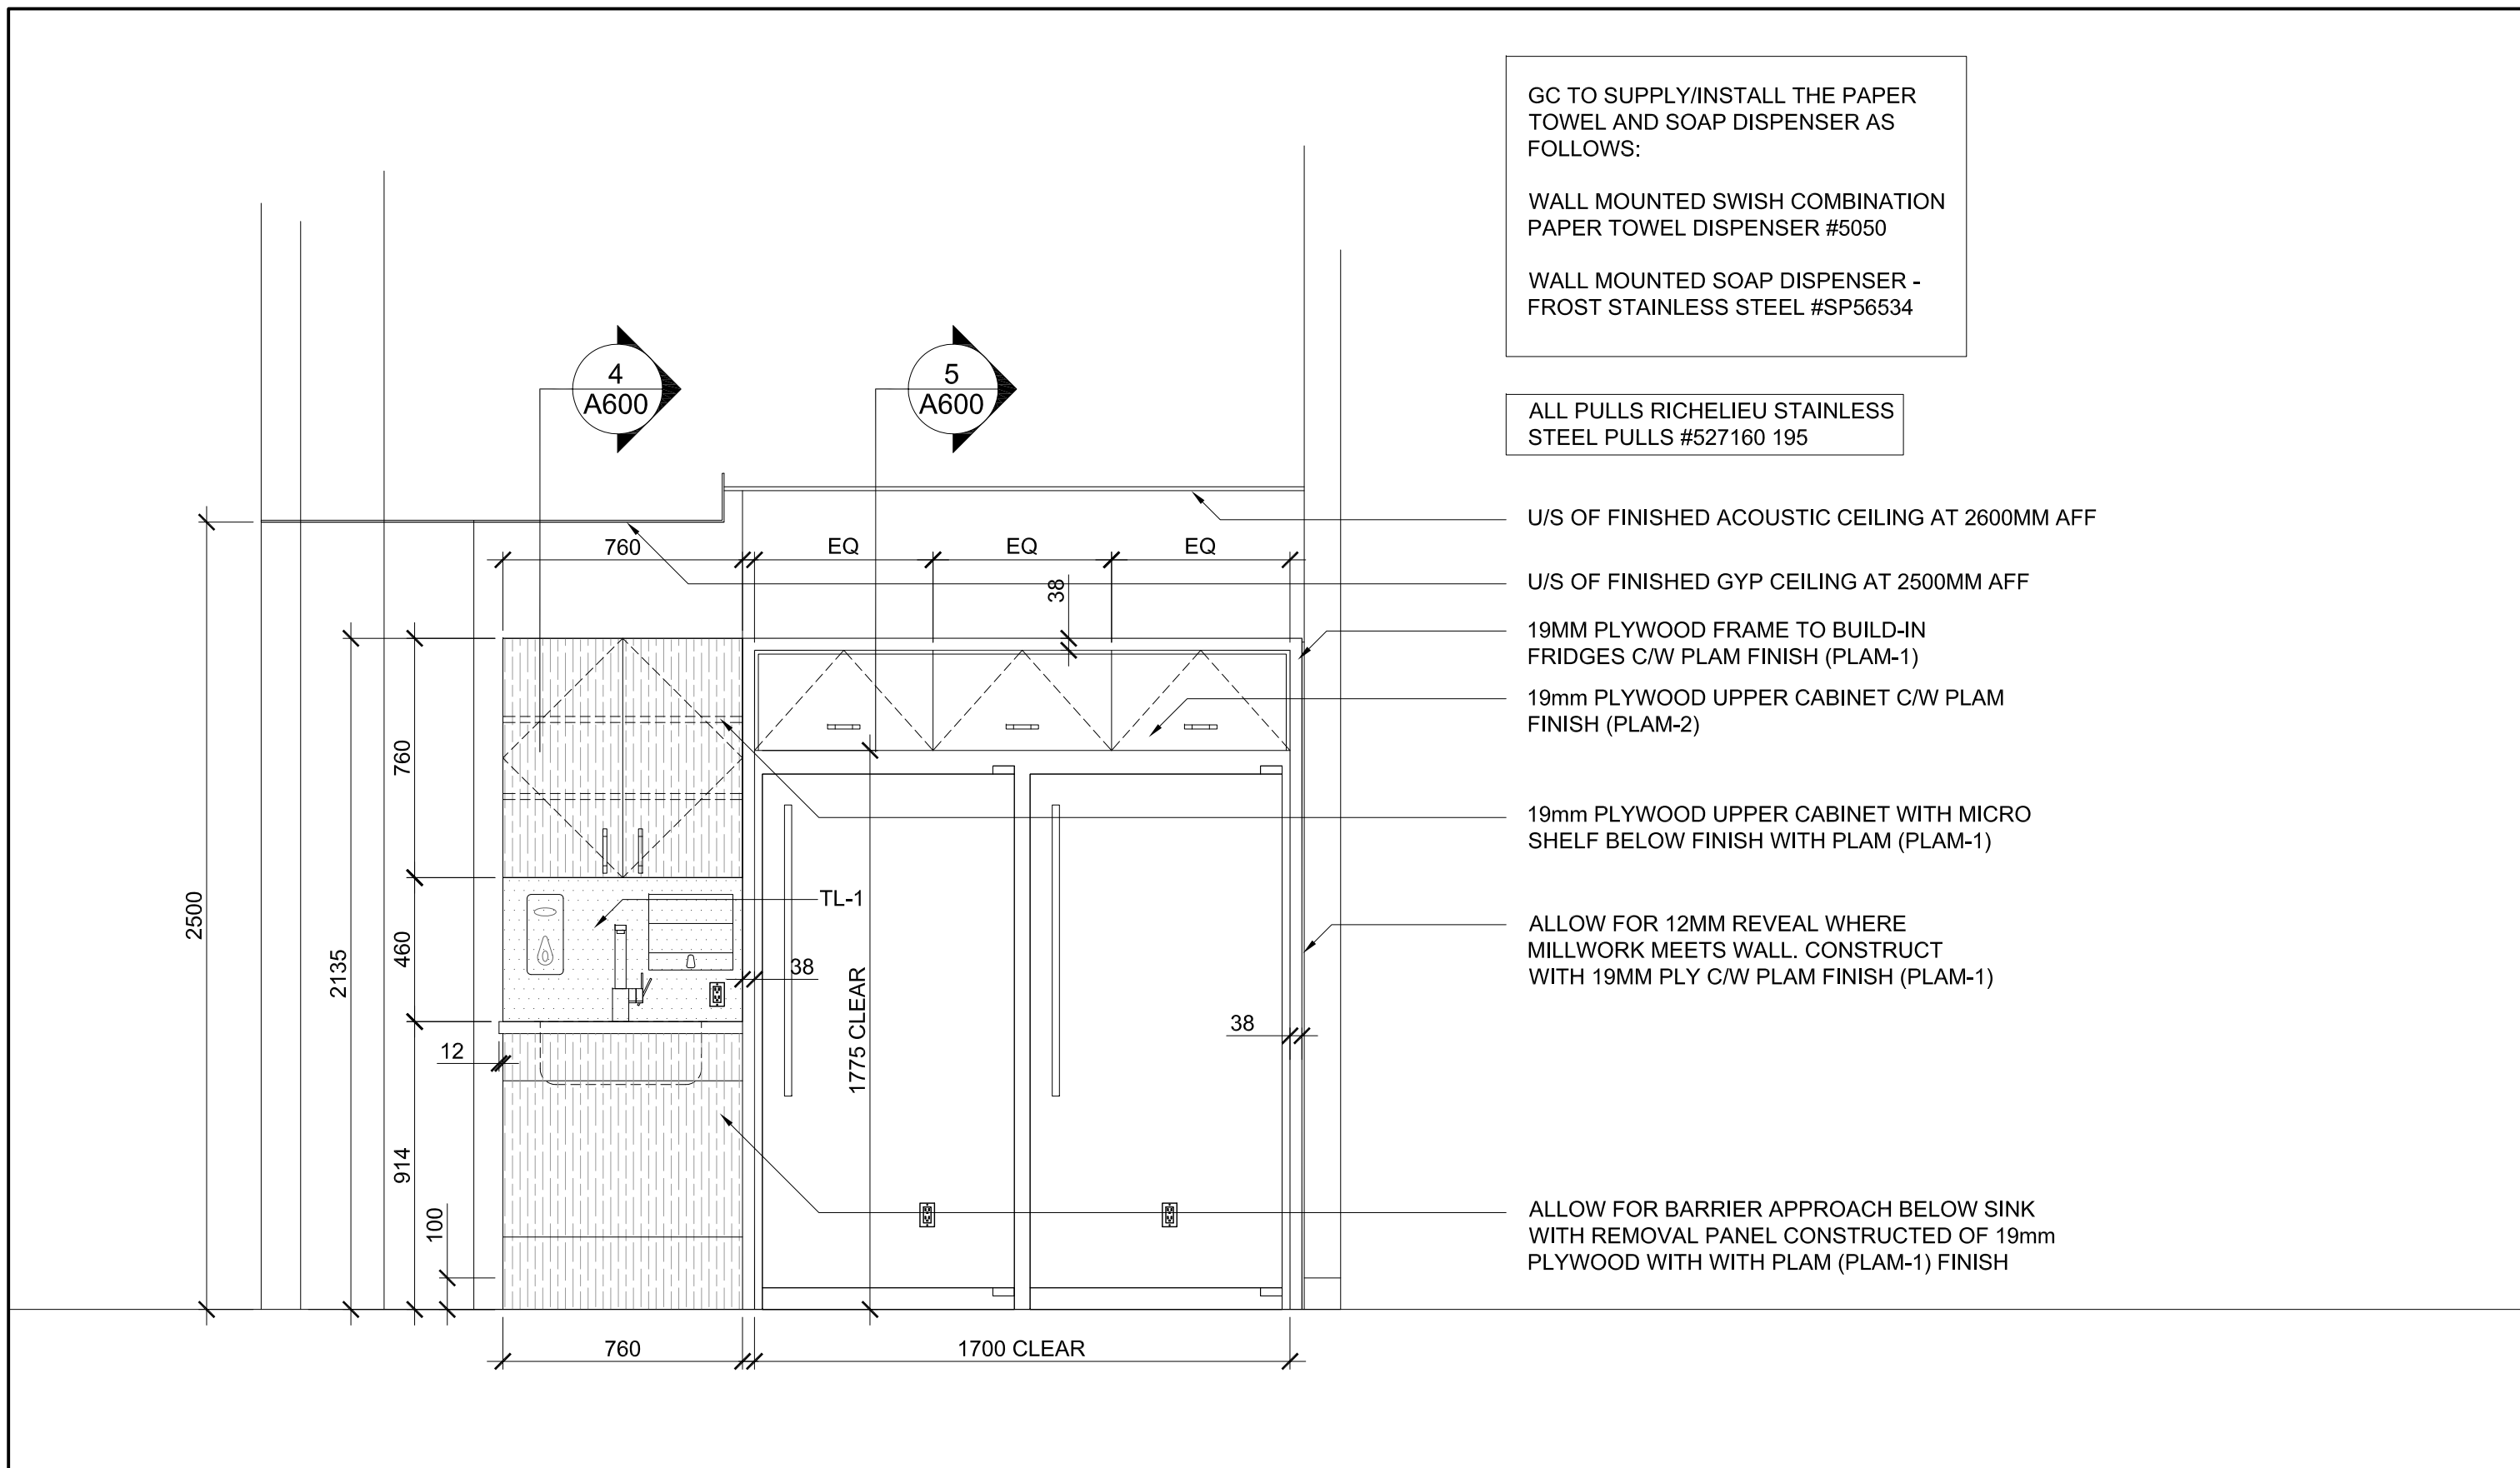 GC TO SUPPLY/INSTALL THE PAPER
TOWEL AND SOAP DISPENSER AS
FOLLOWS:
WALL MOUNTED SWISH COMBINATION
PAPER TOWEL DISPENSER #5050
WALL MOUNTED SOAP DISPENSER -
FROST STAINLESS STEEL #SP56534
4
A600
5
A600
ALL PULLS RICHELIEU STAINLESS
STEEL PULLS #527160 195
U/S OF FINISHED ACOUSTIC CEILING AT 2600MM AFF
760
EQ
EQ
EQ
38
U/S OF FINISHED GYP CEILING AT 2500MM AFF
19MM PLYWOOD FRAME TO BUILD-IN
FRIDGES C/W PLAM FINISH (PLAM-1)
19mm PLYWOOD UPPER CABINET C/W PLAM
FINISH (PLAM-2)
760
19mm PLYWOOD UPPER CABINET WITH MICRO
SHELF BELOW FINISH WITH PLAM (PLAM-1)
2500
2135
460
TL-1
38
1775 CLEAR
ALLOW FOR 12MM REVEAL WHERE
MILLWORK MEETS WALL. CONSTRUCT
WITH 19MM PLY C/W PLAM FINISH (PLAM-1)
38
12
914
100
ALLOW FOR BARRIER APPROACH BELOW SINK
WITH REMOVAL PANEL CONSTRUCTED OF 19mm
PLYWOOD WITH WITH PLAM (PLAM-1) FINISH
760
1700 CLEAR